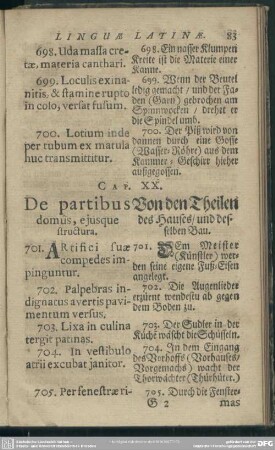 LINGUÆ LATINÆ. 83
698. Uda massa cre-
tæ, materia canthari.
699. Loculis exina-
nitis, & stamine rupto
in colo, versat fusum.
700. Lotium inde
per tubum ex matula
huc transmittitur.
698. Ein nasser Klumpen
Kreite ist die Materie einer
Kanne.
699. Wenn der Beutel
ledig gemacht / und der Fa-
den (Garn) gebrochen am
Spinnwocken / drehet er
die Spindel umb.
700. Der Piß wird von
dannen durch eine Gosse
(Wasser-Röhre) aus dem
Kammer-Geschirr hieher
außgegossen.
CAP. XX.
De partibus
domûs, ejusque
structura.
701. ARtifici suæ
compedes im-
pinguntur.
702. Palpebras in-
dignatus avertis pavi-
mentum versus.
703. Lixa in culina
tergit patinas.
704. In vestibulo
atrii excubat janitor.
705. Per fenestræ ri-
Von den Theilen
des Hauses / und des-
selben Bau.
701. DEm Meister
(Künstler) wer-
den seine eigene Fuß-Eisen
angelegt.
702. Die Augenlieder
erzürnt wendestu ab gegen
dem Boden zu.
703. Der Sudler in der
Küche wäscht die Schüsseln.
704. In dem Eingang
des Vorhoffs (Vorhauses /
Vorgemachs) wacht der
Thorwächter (Thürhüter.)
705. Durch die Fenster-
G 2 mas